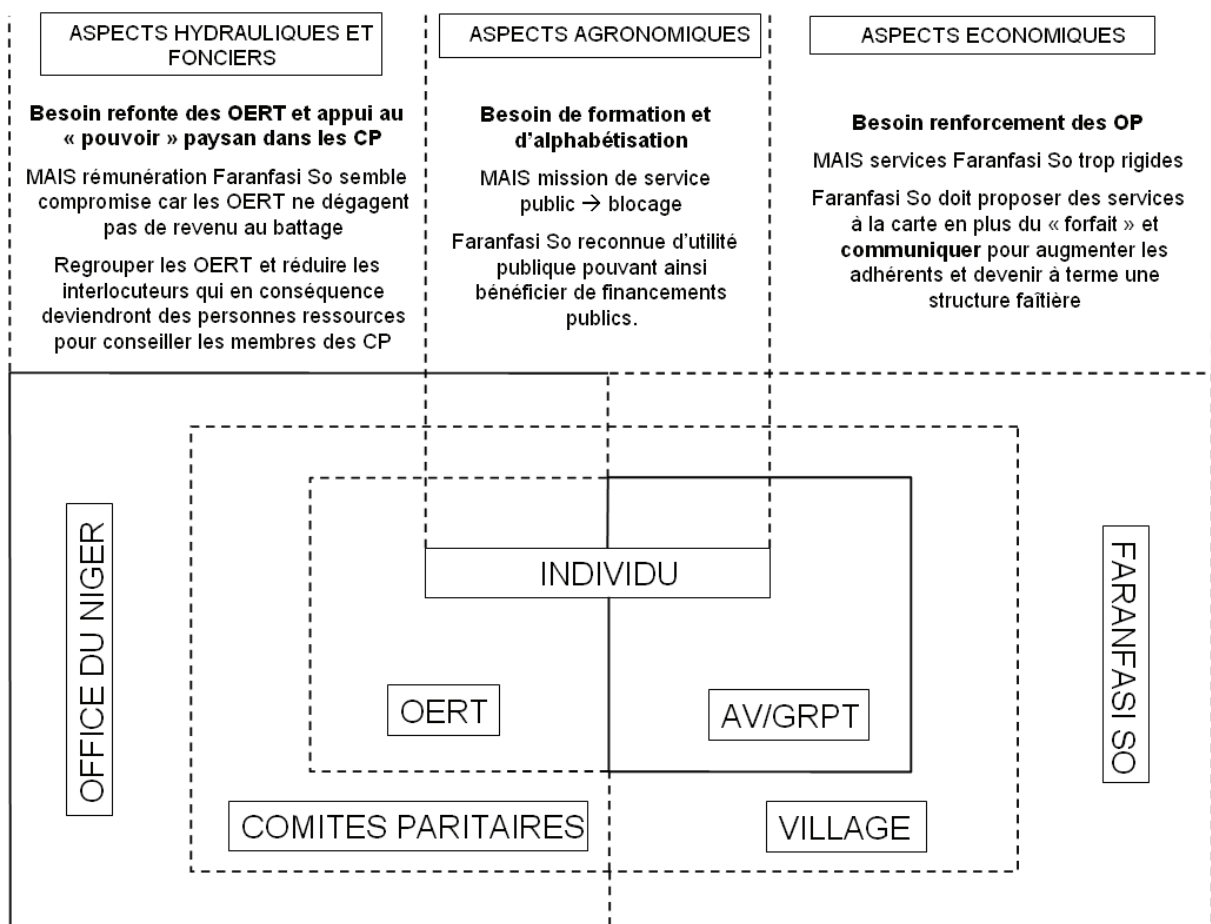 ASPECTS HYDRAULIQUES ET
FONCIERS
Besoin refonte des OERT et appui au
« pouvoir » paysan dans les CP
MAIS rémunération Faranfasi So semble
compromise car les OERT ne dégagent
pas de revenu au battage
Regrouper les OERT et réduire les
interlocuteurs qui en conséquence
deviendront des personnes ressources
pour conseiller les membres des CP
ASPECTS AGRONOMIQUES
Besoin de formation et
d'alphabétisation
MAIS mission de service
public → blocage
Faranfasi So reconnue d'utilité
publique pouvant ainsi
bénéficier de financements
publics.
ASPECTS ECONOMIQUES
Besoin renforcement des OP
MAIS services Faranfasi So trop rigides
Faranfasi So doit proposer des services
à la carte en plus du « forfait » et
communiquer pour augmenter les
adhérents et devenir à terme une
structure faîtière
OFFICE DU NIGER
INDIVIDU
OERT
AV/GRPT
COMITES PARITAIRES
VILLAGE
FARANFASI SO